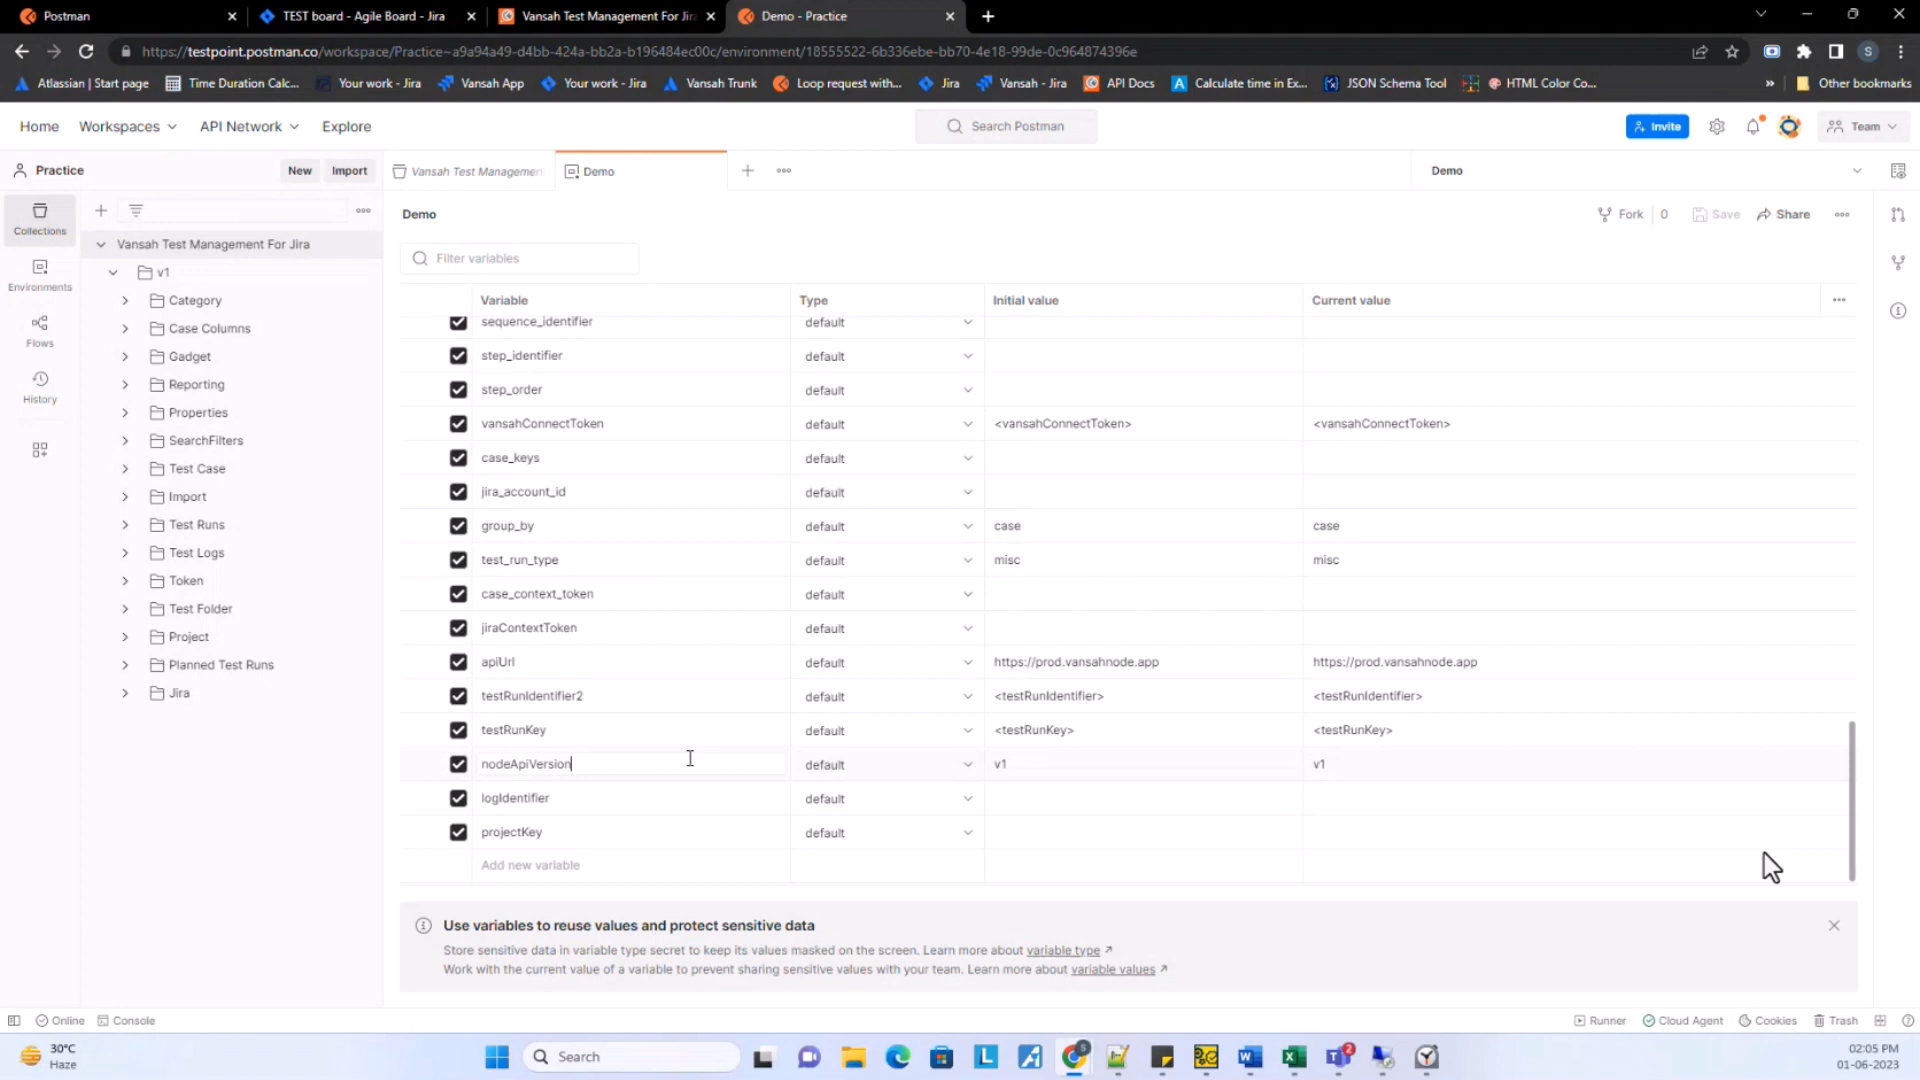 Postman
TEST board - Agile Board - Jira
Vansah Test Management For Jir
Demo - Practice
https://testpoint.postman.co/workspace/Practice~a9a94a49-d4bb-424a-bb2a-b196484ec00c/environment/18555522-6b336ebe-bb70-4e18-99de-0c964874396e
S
Atlassian | Start page
Time Duration Calc...
Your work - Jira
Vansah App
Your work - Jira
Vansah Trunk
Loop request with...
Jira
Vansah - Jira
API Docs
Calculate time in Ex...
JSON Schema Tool
HTML Color Co...
»
Other bookmarks
Home
Workspaces
API Network
Explore
Search Postman
Invite
Team
Practice
New
Import
Vansah Test Managemen
Demo
Demo
Collections
Environments
Flows
History
Vansah Test Management For Jira
v1
Category
Case Columns
Gadget
Reporting
Properties
SearchFilters
Test Case
Import
Test Runs
Test Logs
Token
Test Folder
Project
Planned Test Runs
Jira
Demo
Fork 0
Save
Share
Filter variables
Variable Type Initial value Current value
sequence_identifier default
step_identifier default
step_order default
vansahConnectToken default <vansahConnectToken> <vansahConnectToken>
case_keys default
jira_account_id default
group_by default case case
test_run_type default misc misc
case_context_token default
jiraContextToken default
apiUrl default https://prod.vansahnode.app https://prod.vansahnode.app
testRunIdentifier2 default <testRunIdentifier> <testRunIdentifier>
testRunKey default <testRunKey> <testRunKey>
nodeApiVersion default v1 v1
logIdentifier default
projectKey default
Add new variable
Use variables to reuse values and protect sensitive data
Store sensitive data in variable type secret to keep its values masked on the screen. Learn more about variable type ↗
Work with the current value of a variable to prevent sharing sensitive values with your team. Learn more about variable values ↗
Online
Console
Runner
Cloud Agent
Cookies
Trash
30°C
Haze
Search
S
2
02:05 PM
01-06-2023